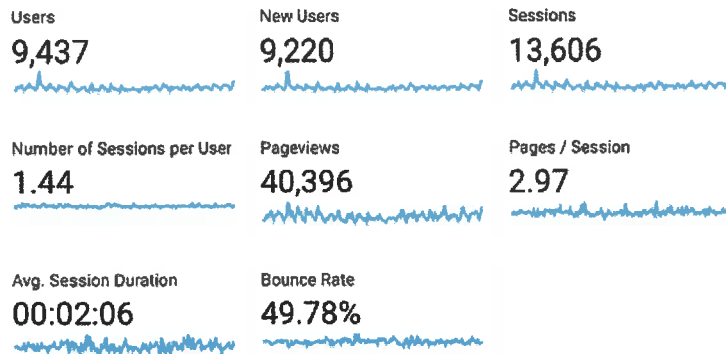 Users
9,437
New Users
9,220
Sessions
13,606
Number of Sessions per User
1.44
Pageviews
40,396
Pages / Session
2.97
Avg. Session Duration
00:02:06
Bounce Rate
49.78%